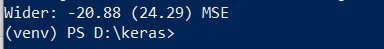 Wider: -20.88 (24.29) MSE
(venv) PS D:\keras>